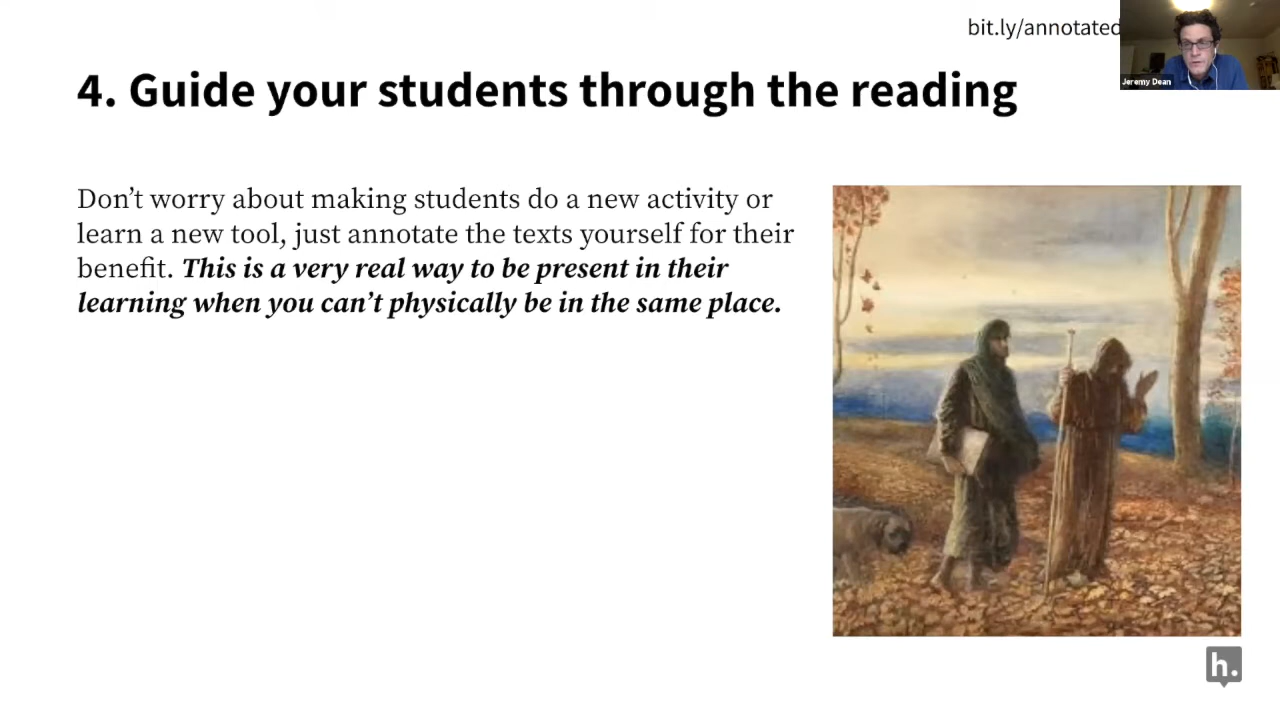 bit.ly/annotated
4. Guide your students through the reading
Jeremy Dean
Don’t worry about making students do a new activity or
learn a new tool, just annotate the texts yourself for their
benefit. This is a very real way to be present in their
learning when you can’t physically be in the same place.
h.